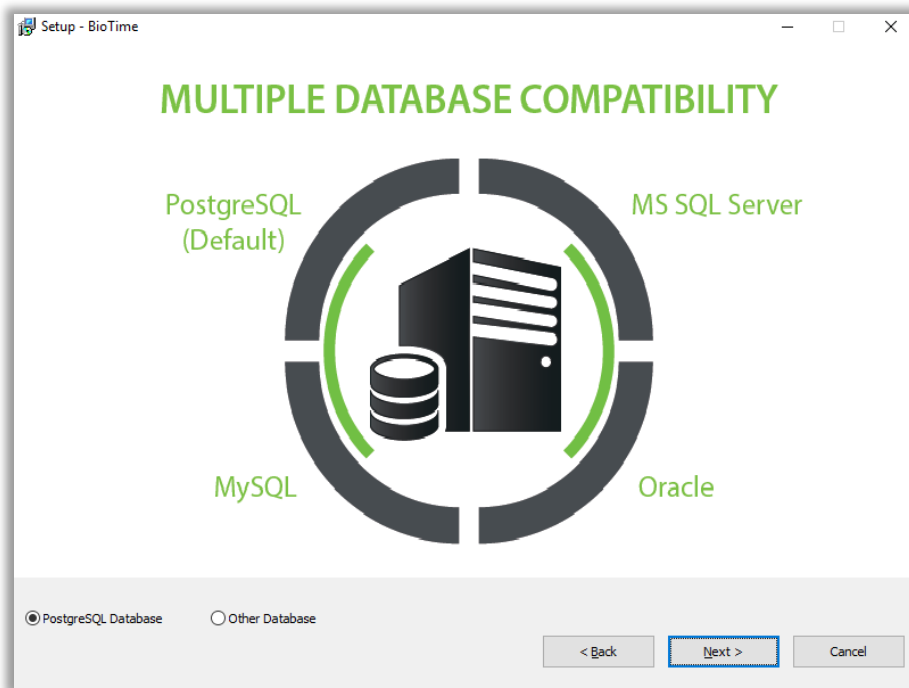 Setup - BioTime
MULTIPLE DATABASE COMPATIBILITY
PostgreSQL
(Default)
MS SQL Server
MySQL
Oracle
PostgreSQL Database
Other Database
< Back
Next >
Cancel